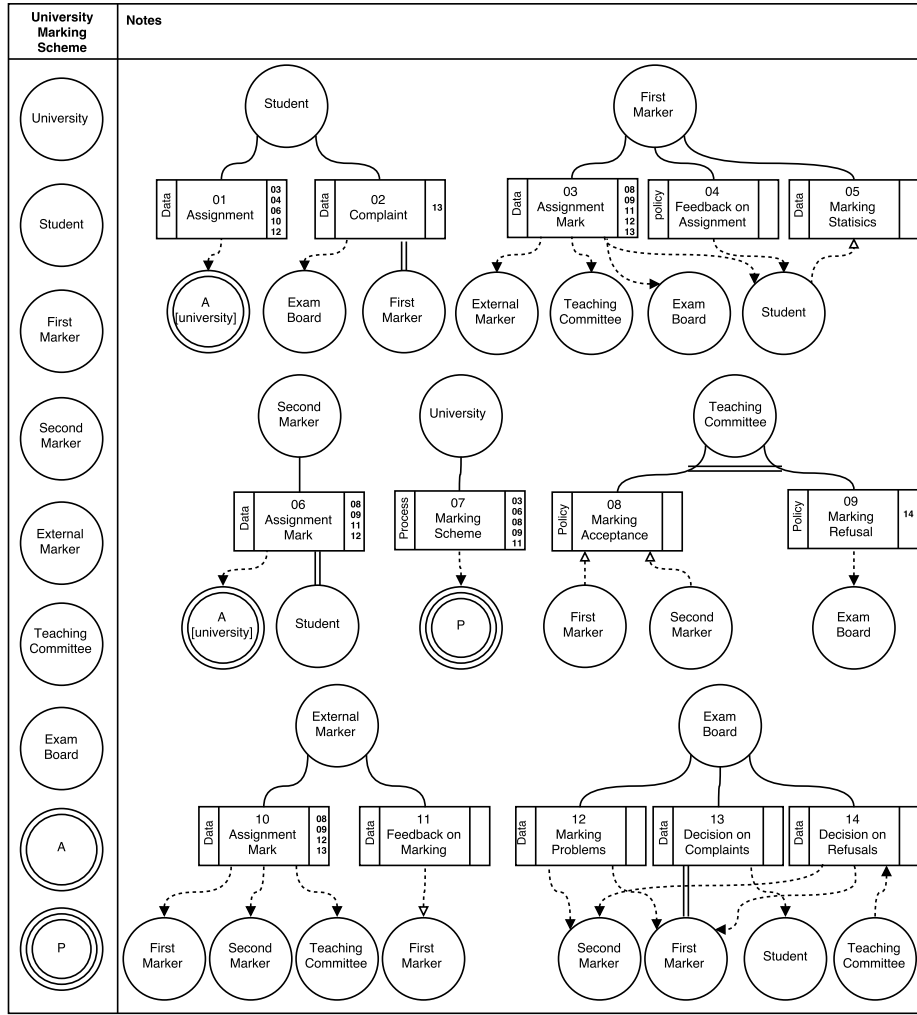 University
Marking
Scheme
Notes
University
Student
First
Marker
Second
Marker
External
Marker
Teaching
Committee
Exam
Board
A
P
Student
First
Marker
Data
01
Assignment
03
04
06
10
12
Data
02
Complaint
13
Data
03
Assignment
Mark
08
09
11
12
13
policy
04
Feedback on
Assignment
Data
05
Marking
Statisics
A
[university]
Exam
Board
First
Marker
External
Marker
Teaching
Committee
Exam
Board
Student
Second
Marker
University
Teaching
Committee
Data
06
Assignment
Mark
08
09
11
12
Process
07
Marking
Scheme
03
06
08
09
11
Policy
08
Marking
Acceptance
Policy
09
Marking
Refusal
14
A
[university]
Student
P
First
Marker
Second
Marker
Exam
Board
External
Marker
Exam
Board
Data
10
Assignment
Mark
08
09
12
13
Data
11
Feedback on
Marking
Data
12
Marking
Problems
Data
13
Decision on
Complaints
Data
14
Decision on
Refusals
First
Marker
Second
Marker
Teaching
Committee
First
Marker
Second
Marker
First
Marker
Student
Teaching
Committee